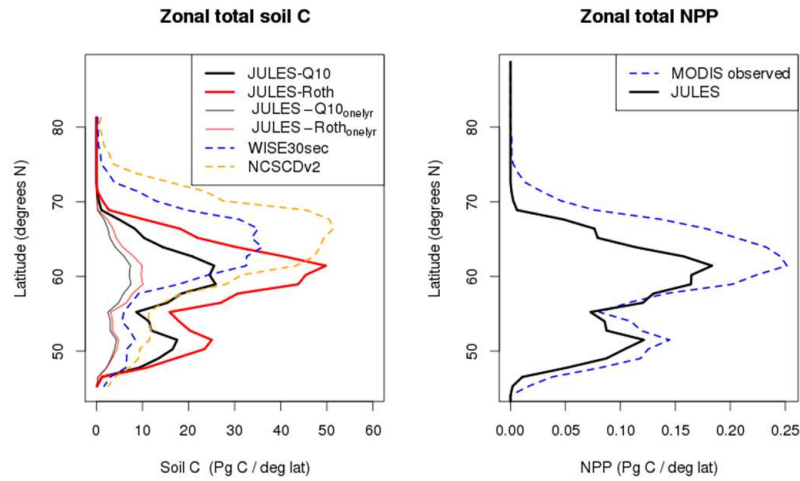 Zonal total soil C
JULES-Q10
JULES-Roth
JULES−Q10onelyr
JULES−Rothonelyr
WISE30sec
NCSCDv2
Latitude (degrees N)
80
70
60
50
0 10 20 30 40 50 60
Soil C (Pg C / deg lat)
Zonal total NPP
MODIS observed
JULES
Latitude (degrees N)
80
70
60
50
0.00 0.05 0.10 0.15 0.20 0.25
NPP (Pg C / deg lat)